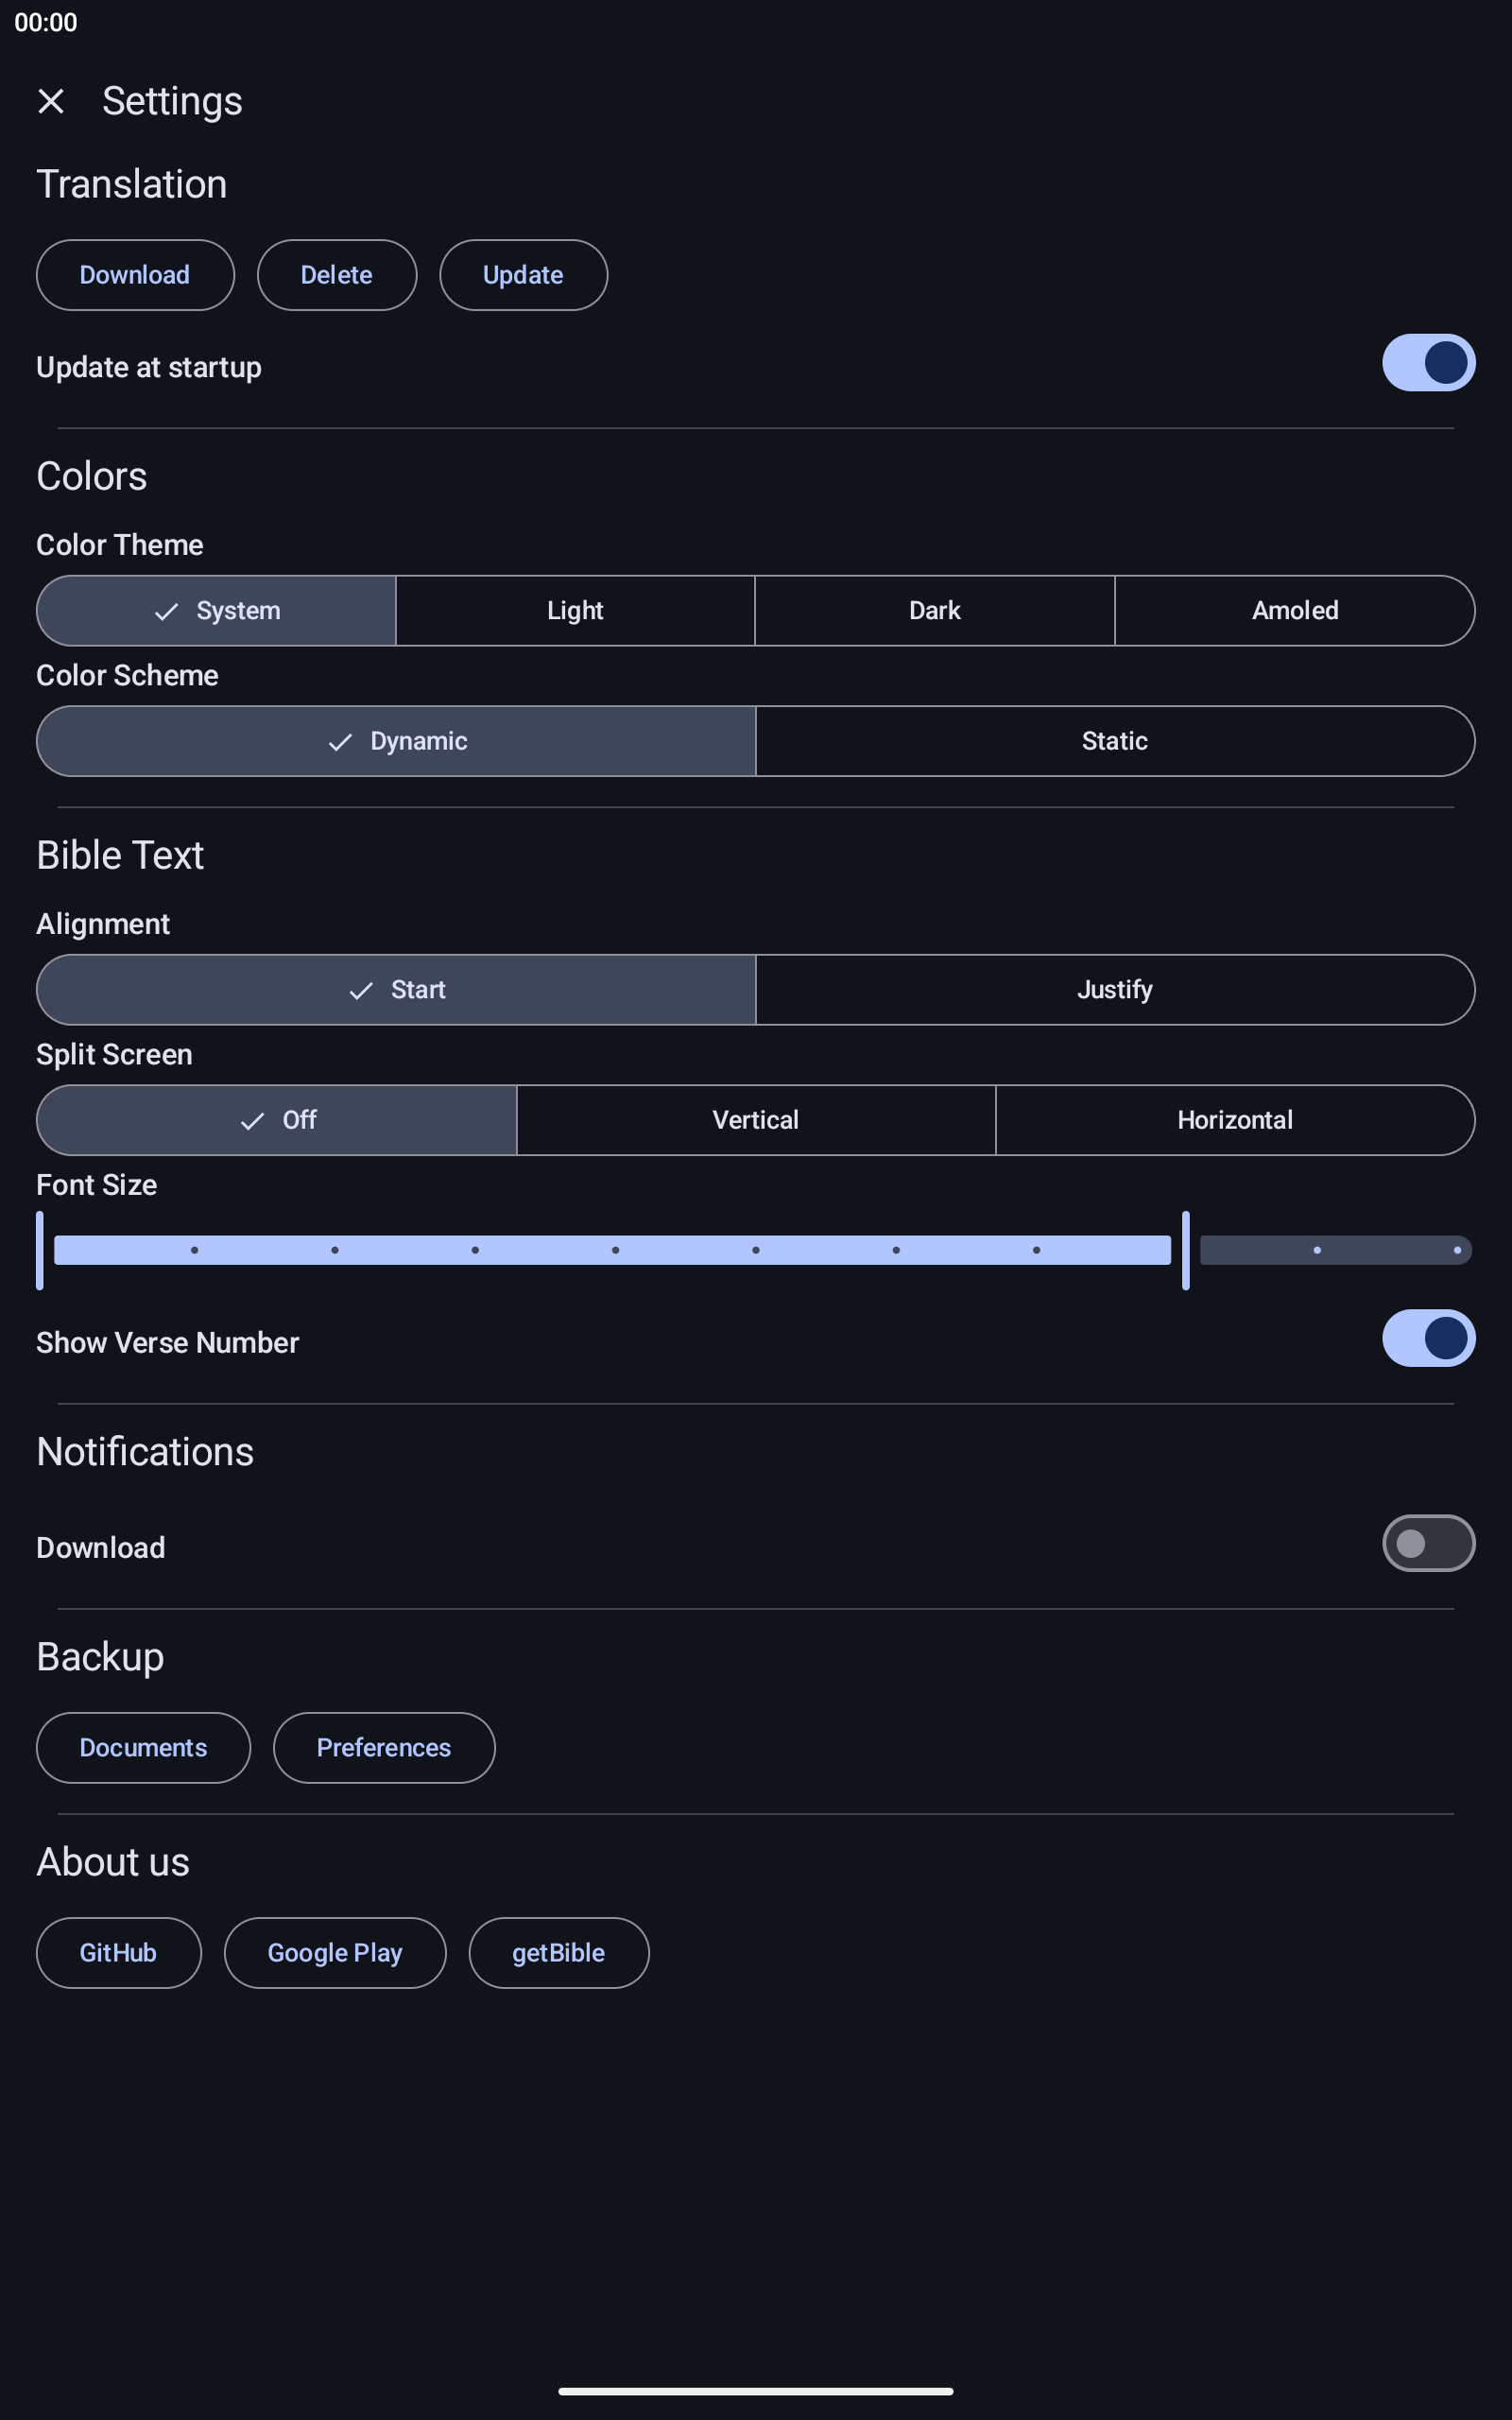 00:00
Settings
Translation
Download Delete Update
Update at startup
Colors
Color Theme
System Light Dark Amoled
Color Scheme
Dynamic Static
Bible Text
Alignment
Start Justify
Split Screen
Off Vertical Horizontal
Font Size
Show Verse Number
Notifications
Download
Backup
Documents Preferences
About us
GitHub Google Play getBible